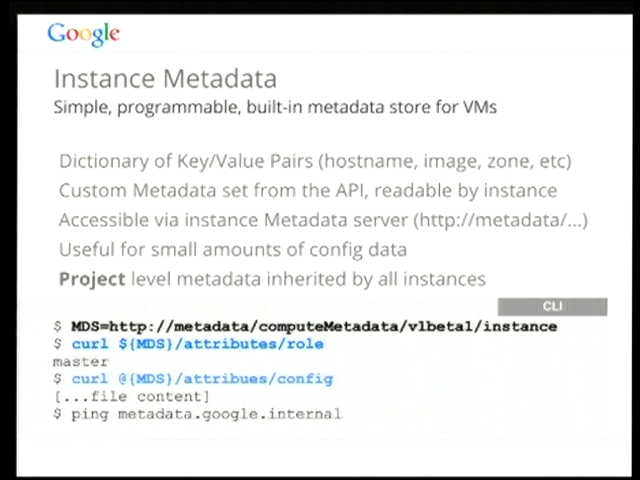 Google
Instance Metadata
Simple, programmable, built-in metadata store for VMs
Dictionary of Key/Value Pairs (hostname, image, zone, etc)
Custom Metadata set from the API, readable by instance
Accessible via instance Metadata server (http://metadata/...)
Useful for small amounts of config data
Project level metadata inherited by all instances
CLI
$ MDS=http://metadata/computeMetadata/v1beta1/instance
$ curl ${MDS}/attributes/role
master
$ curl @{MDS}/attribues/config
[...file content]
$ ping metadata.google.internal